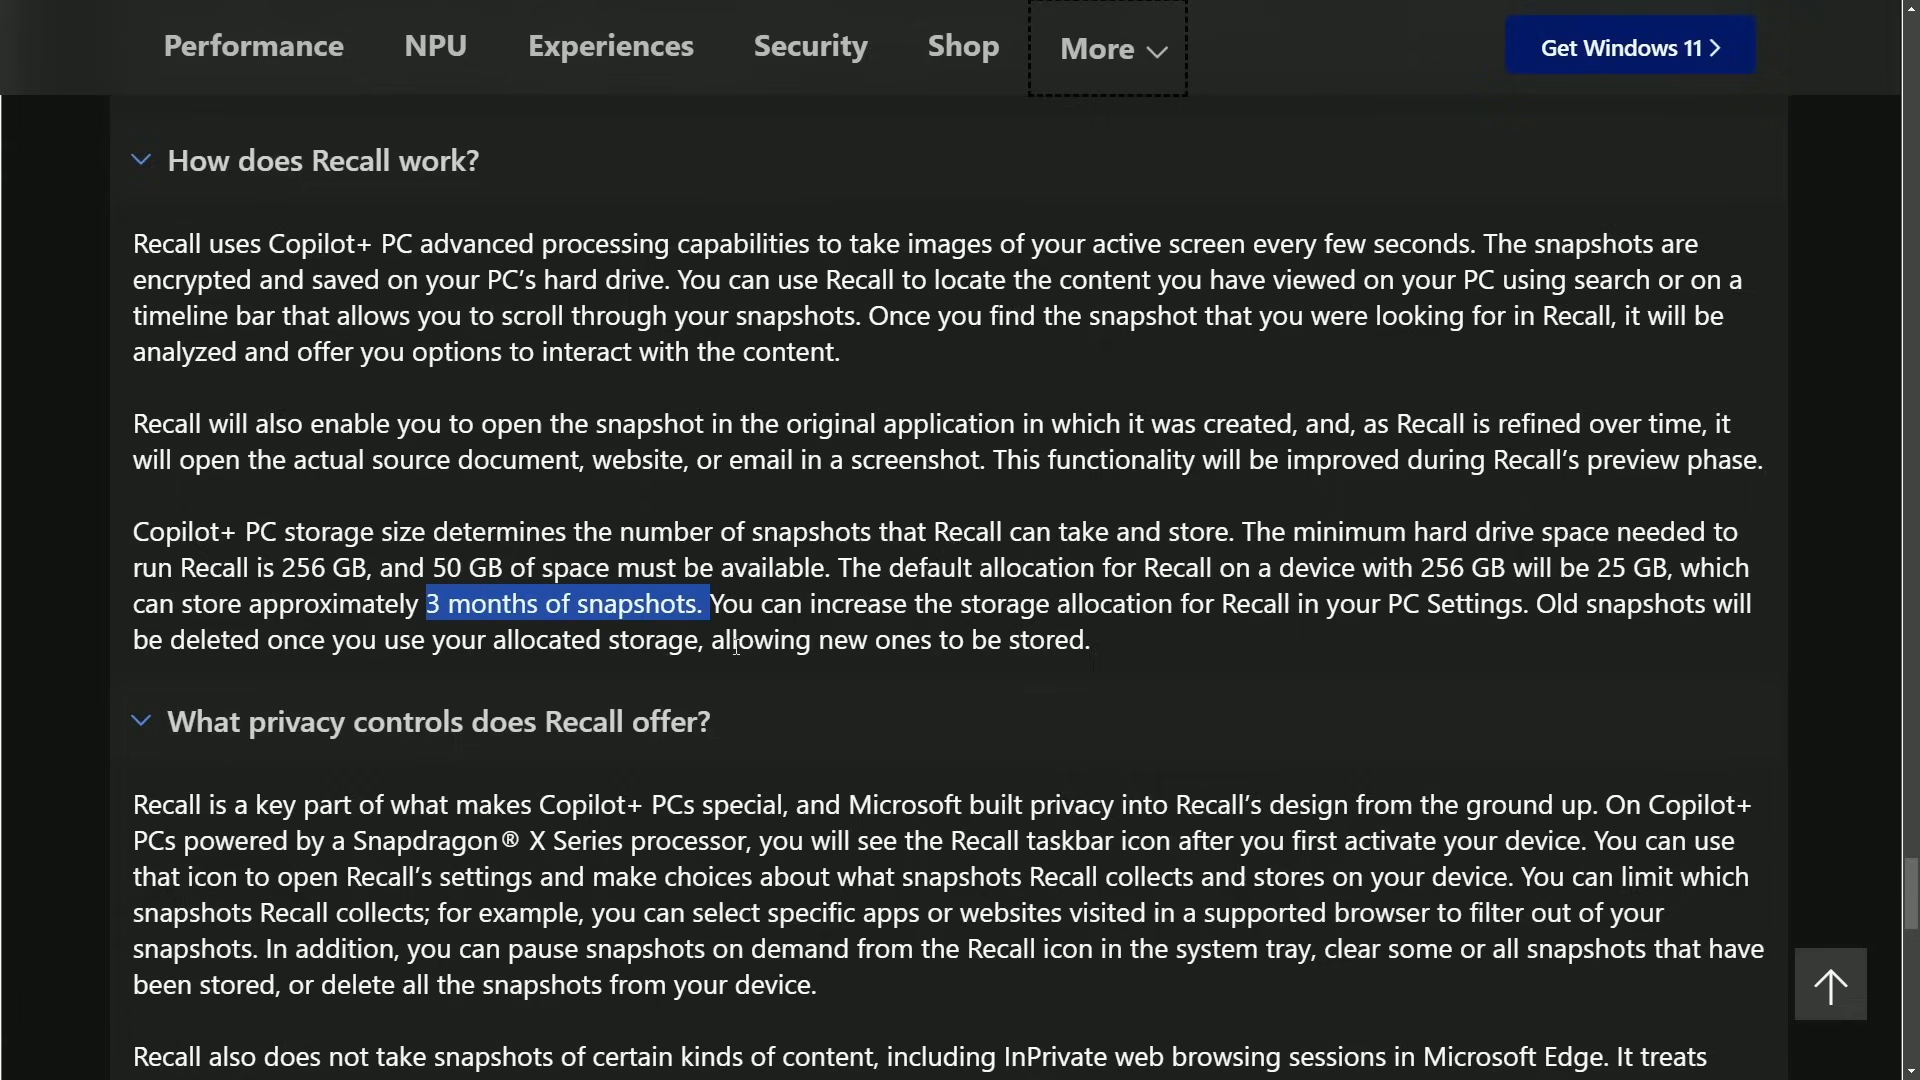 Performance NPU Experiences Security Shop More Get Windows 11
How does Recall work?
Recall uses Copilot+ PC advanced processing capabilities to take images of your active screen every few seconds. The snapshots are
encrypted and saved on your PC’s hard drive. You can use Recall to locate the content you have viewed on your PC using search or on a
timeline bar that allows you to scroll through your snapshots. Once you find the snapshot that you were looking for in Recall, it will be
analyzed and offer you options to interact with the content.
Recall will also enable you to open the snapshot in the original application in which it was created, and, as Recall is refined over time, it
will open the actual source document, website, or email in a screenshot. This functionality will be improved during Recall’s preview phase.
Copilot+ PC storage size determines the number of snapshots that Recall can take and store. The minimum hard drive space needed to
run Recall is 256 GB, and 50 GB of space must be available. The default allocation for Recall on a device with 256 GB will be 25 GB, which
can store approximately 3 months of snapshots. You can increase the storage allocation for Recall in your PC Settings. Old snapshots will
be deleted once you use your allocated storage, allowing new ones to be stored.
What privacy controls does Recall offer?
Recall is a key part of what makes Copilot+ PCs special, and Microsoft built privacy into Recall’s design from the ground up. On Copilot+
PCs powered by a Snapdragon® X Series processor, you will see the Recall taskbar icon after you first activate your device. You can use
that icon to open Recall’s settings and make choices about what snapshots Recall collects and stores on your device. You can limit which
snapshots Recall collects; for example, you can select specific apps or websites visited in a supported browser to filter out of your
snapshots. In addition, you can pause snapshots on demand from the Recall icon in the system tray, clear some or all snapshots that have
been stored, or delete all the snapshots from your device.
Recall also does not take snapshots of certain kinds of content, including InPrivate web browsing sessions in Microsoft Edge. It treats